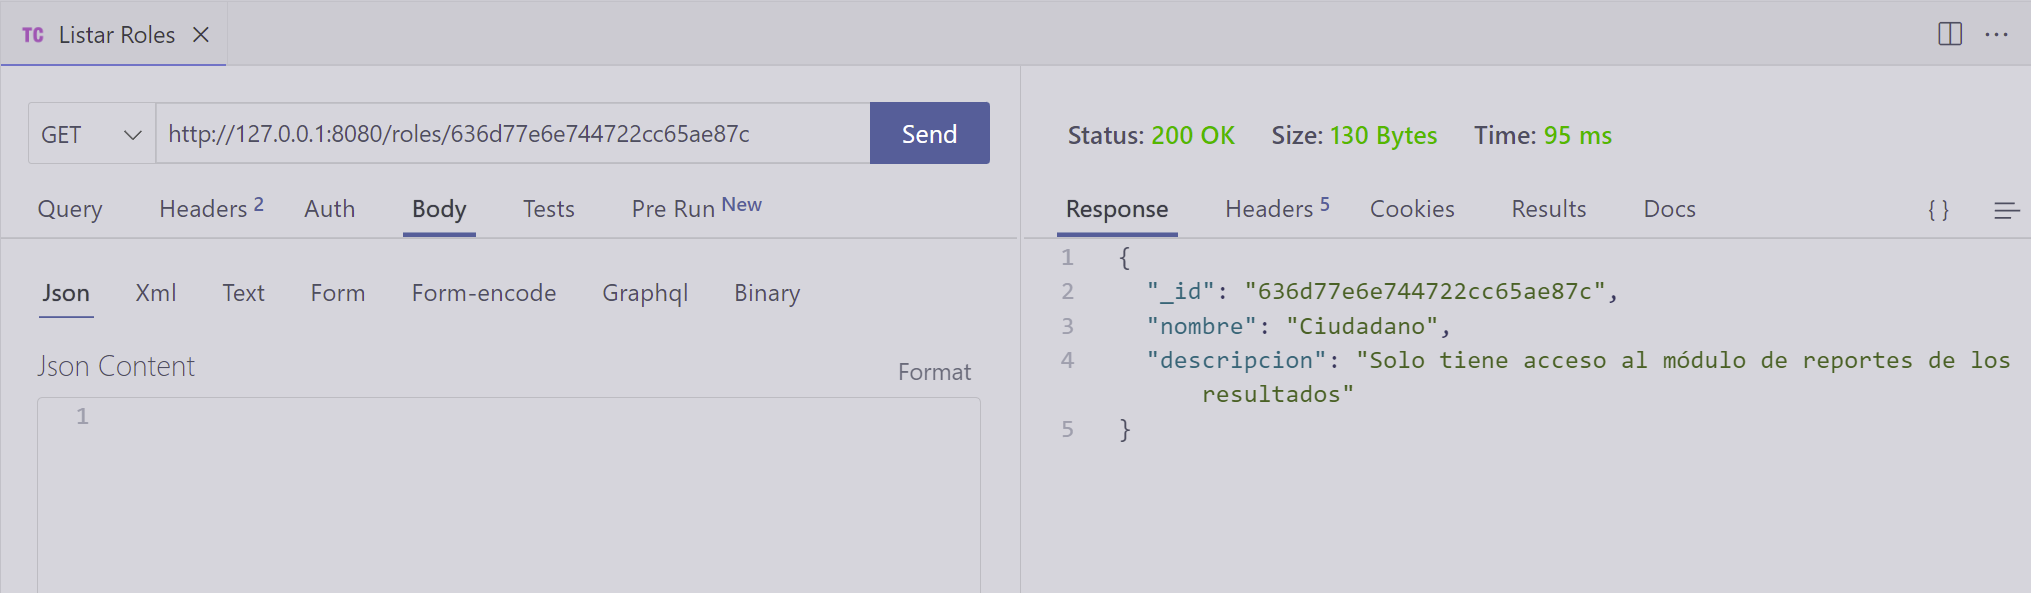 TC Listar Roles
GET http://127.0.0.1:8080/roles/636d77e6e744722cc65ae87c Send
Query Headers 2 Auth Body Tests Pre Run New
Json Xml Text Form Form-encode Graphql Binary
Json Content
Format
1
Status: 200 OK Size: 130 Bytes Time: 95 ms
Response Headers 5 Cookies Results Docs { }
1 {
2 "_id": "636d77e6e744722cc65ae87c",
3 "nombre": "Ciudadano",
4 "descripcion": "Solo tiene acceso al módulo de reportes de los
resultados"
5 }